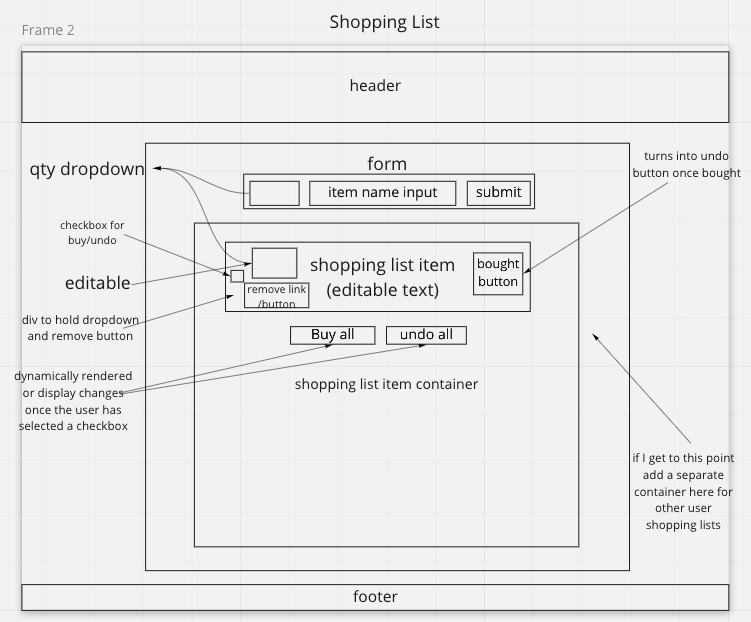 Shopping List
Frame 2
header
qty dropdown
form
turns into undo
button once bought
item name input
submit
checkbox for
buy/undo
editable
shopping list item
(editable text)
bought
button
remove link
/button
div to hold dropdown
and remove button
Buy all
undo all
dynamically rendered
or display changes
once the user has
selected a checkbox
shopping list item container
if I get to this point
add a separate
container here for
other user
shopping lists
footer